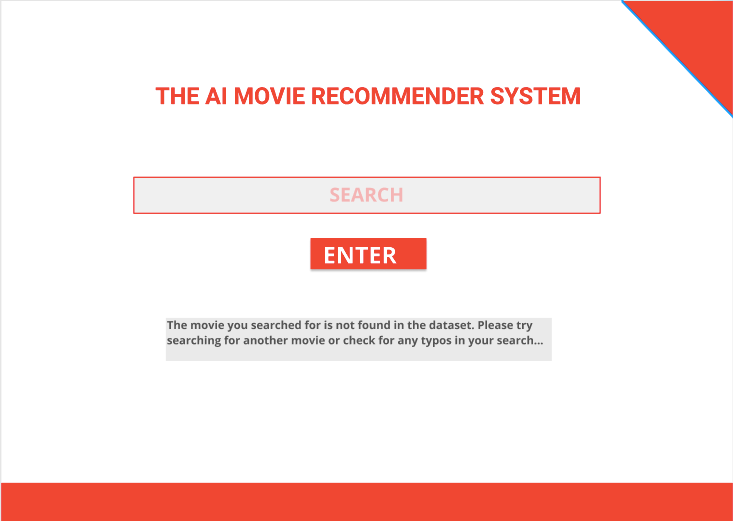 THE AI MOVIE RECOMMENDER SYSTEM
SEARCH
ENTER
The movie you searched for is not found in the dataset. Please try
searching for another movie or check for any typos in your search...